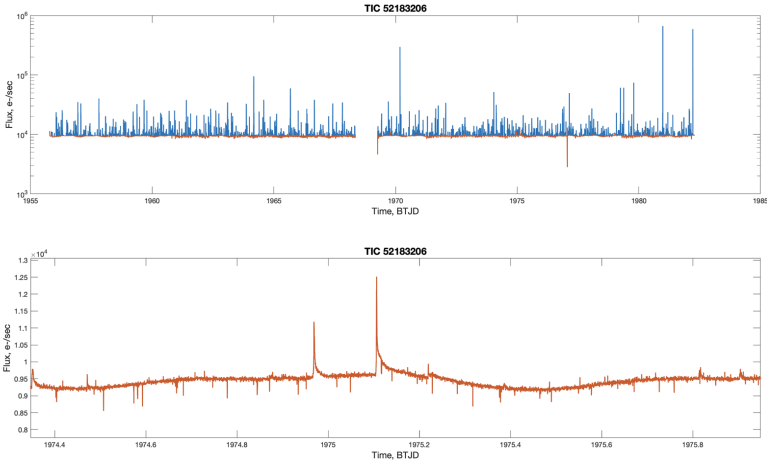 TIC 52183206
10^6
10^5
10^4
10^3
Flux, e-/sec
1955 1960 1965 1970 1975 1980 1985
Time, BTJD
TIC 52183206
×10^4
1.3
1.25
1.2
1.15
1.1
1.05
1
0.95
0.9
0.85
0.8
Flux, e-/sec
1974.4 1974.6 1974.8 1975 1975.2 1975.4 1975.6 1975.8
Time, BTJD